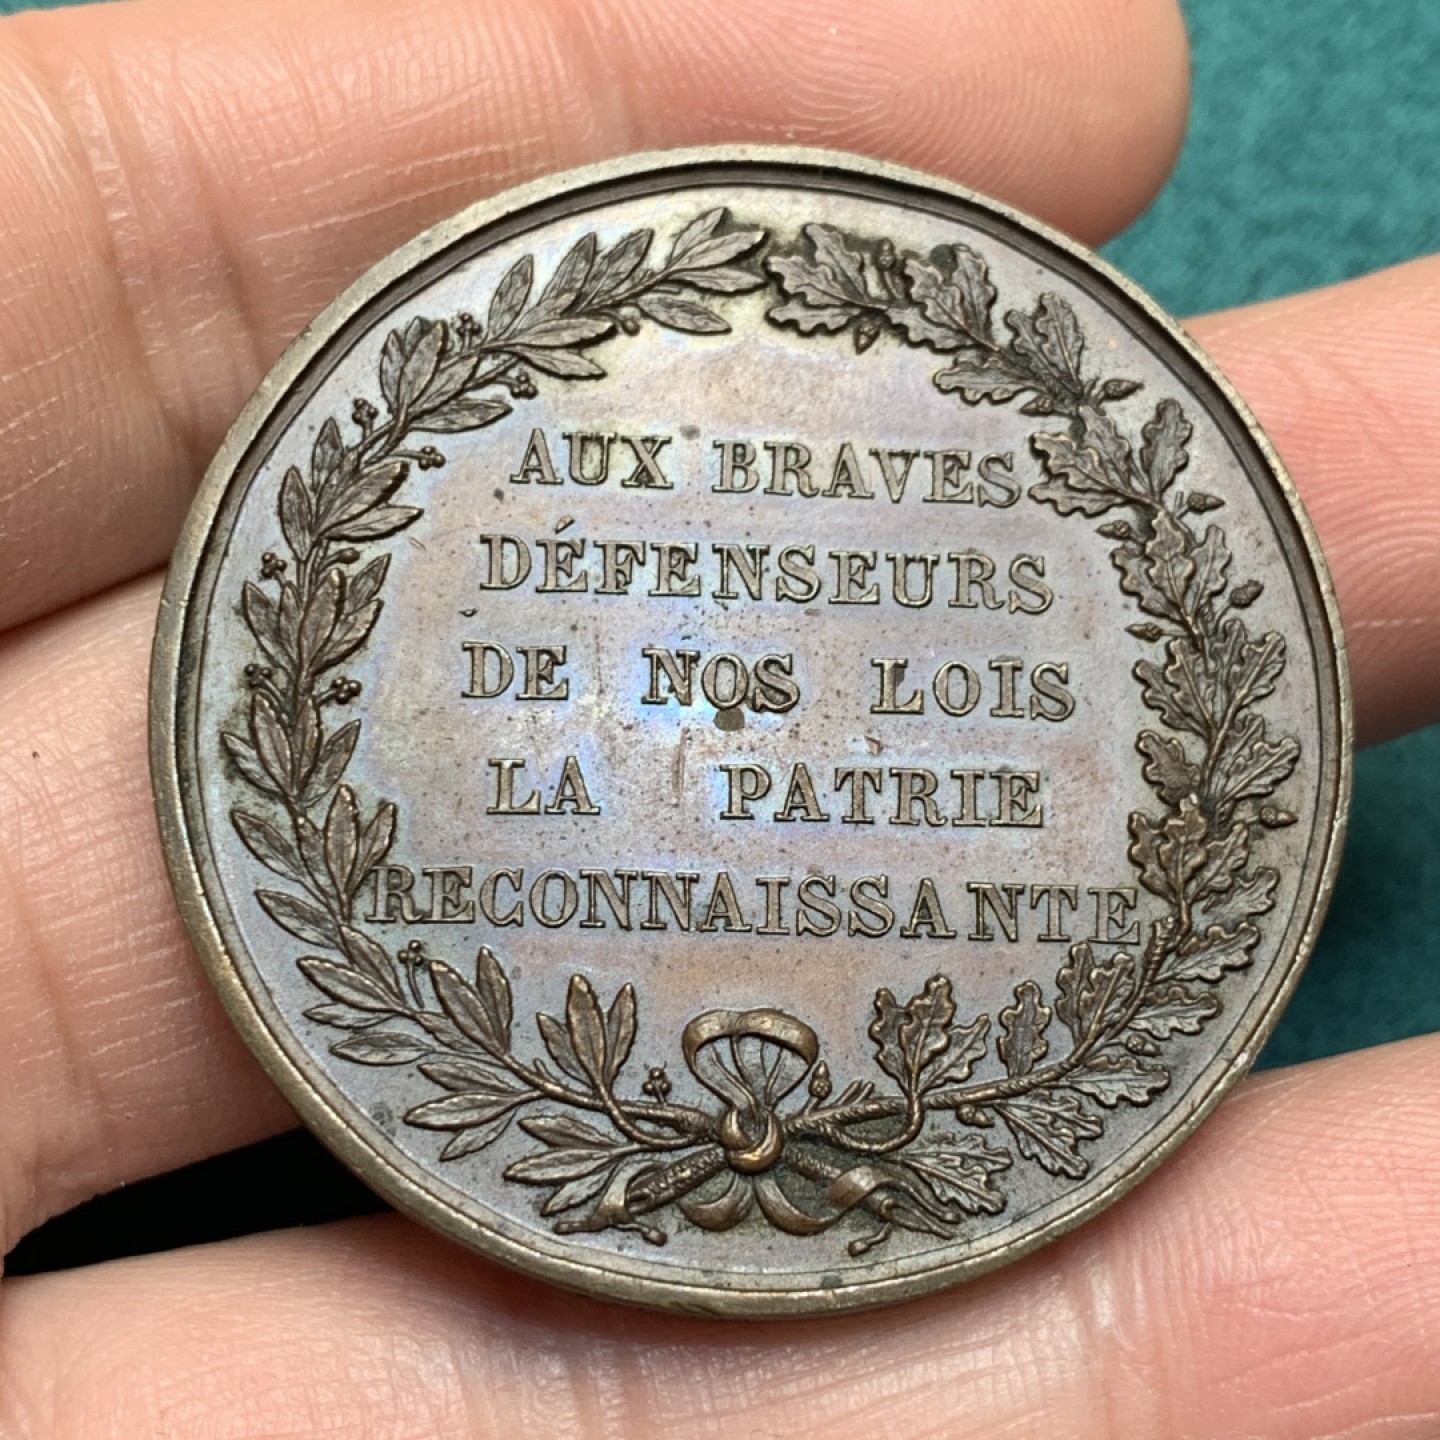 AUX BRAVES
DÉFENSEURS
DE NOS LOIS
LA PATRIE
RECONNAISSANTE